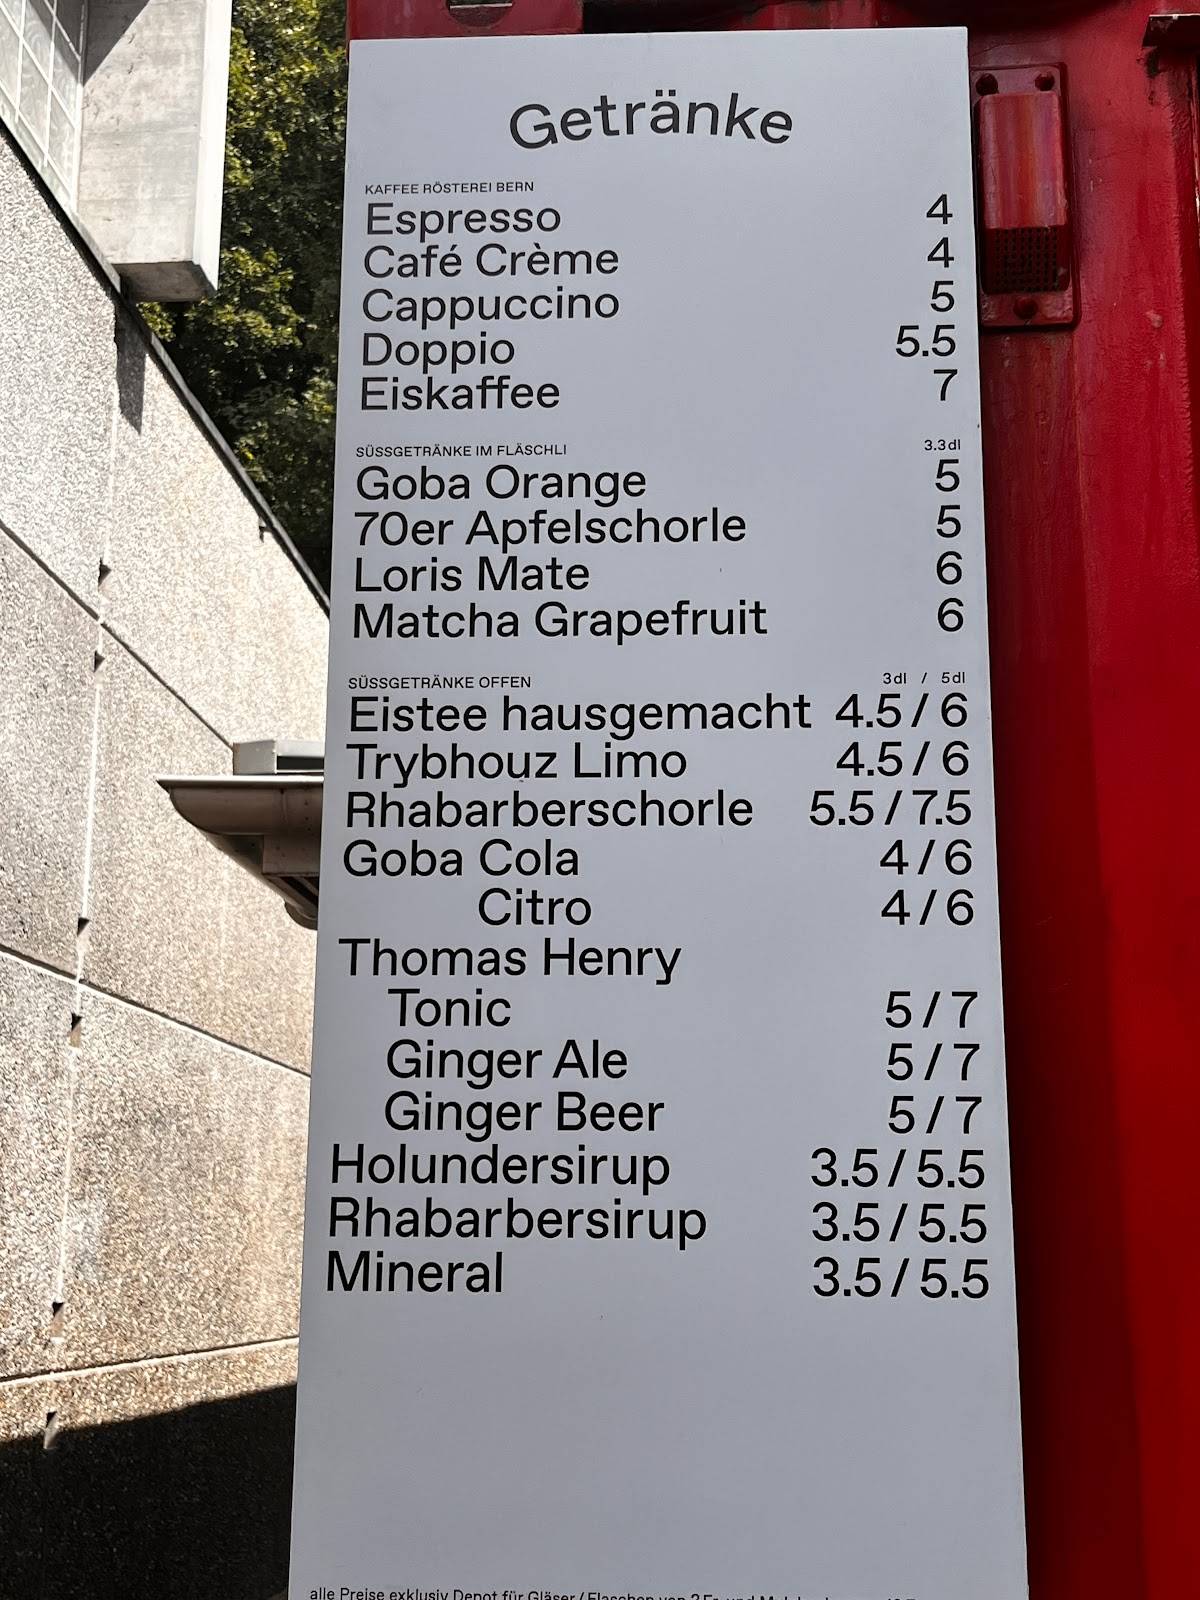 Getränke
KAFFEE RÖSTEREI BERN
Espresso 4
Café Crème 4
Cappuccino 5
Doppio 5.5
Eiskaffee 7
SÜSSGETRÄNKE IM FLÄSCHLI 3.3dl
Goba Orange 5
70er Apfelschorle 5
Loris Mate 6
Matcha Grapefruit 6
SÜSSGETRÄNKE OFFEN 3dl / 5dl
Eistee hausgemacht 4.5 / 6
Trybhouz Limo 4.5 / 6
Rhabarberschorle 5.5 / 7.5
Goba Cola 4 / 6
Citro 4 / 6
Thomas Henry
Tonic 5 / 7
Ginger Ale 5 / 7
Ginger Beer 5 / 7
Holundersirup 3.5 / 5.5
Rhabarbersirup 3.5 / 5.5
Mineral 3.5 / 5.5
alle Preise exklusiv Depot für Gläser / Flaschen von 2 Fr. und